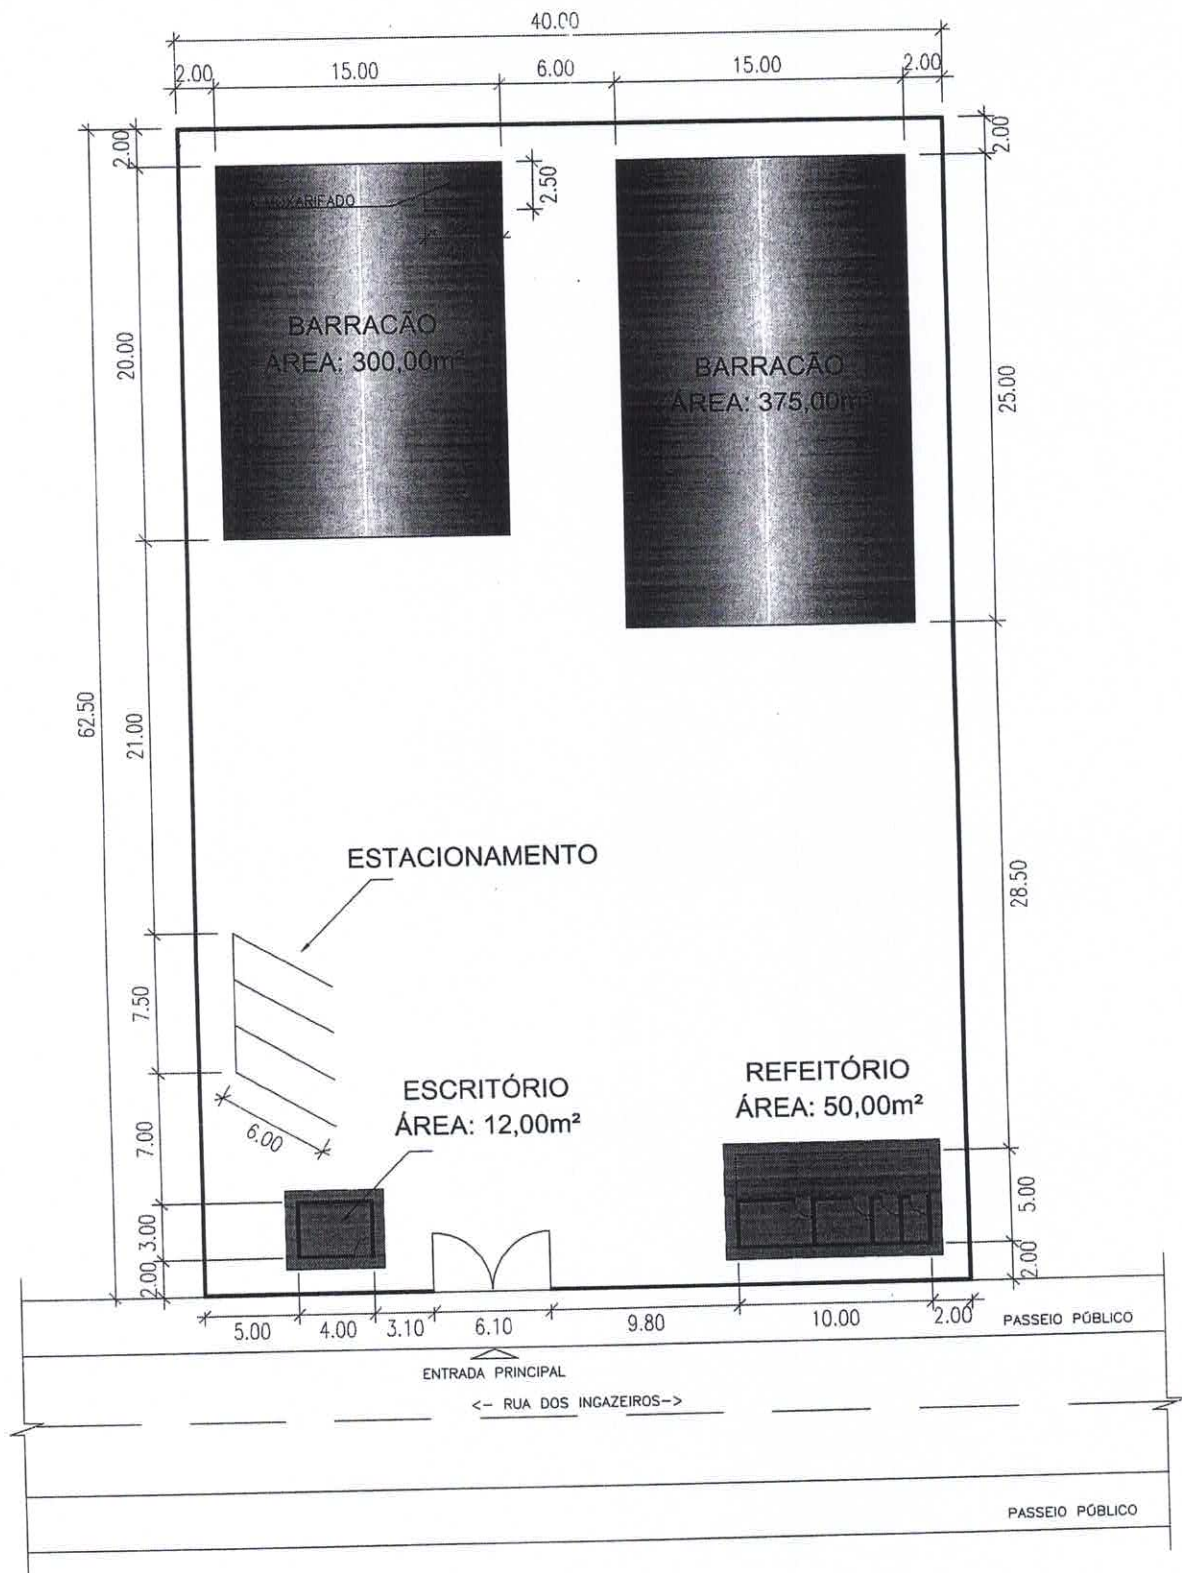 40.00
2.00 15.00 6.00 15.00 2.00
2.00
2.50
2.00
BARRACÃO
ÁREA: 300,00m²
BARRACÃO
ÁREA: 375,00m²
20.00
25.00
62.50
21.00
28.50
ESTACIONAMENTO
7.50
6.00
7.00
ESCRITÓRIO
ÁREA: 12,00m²
REFEITÓRIO
ÁREA: 50,00m²
3.00
2.00
5.00
2.00
5.00 4.00 3.10 6.10 9.80 10.00 2.00
PASSEIO PÚBLICO
ENTRADA PRINCIPAL
<- RUA DOS INGAZEIROS->
PASSEIO PÚBLICO